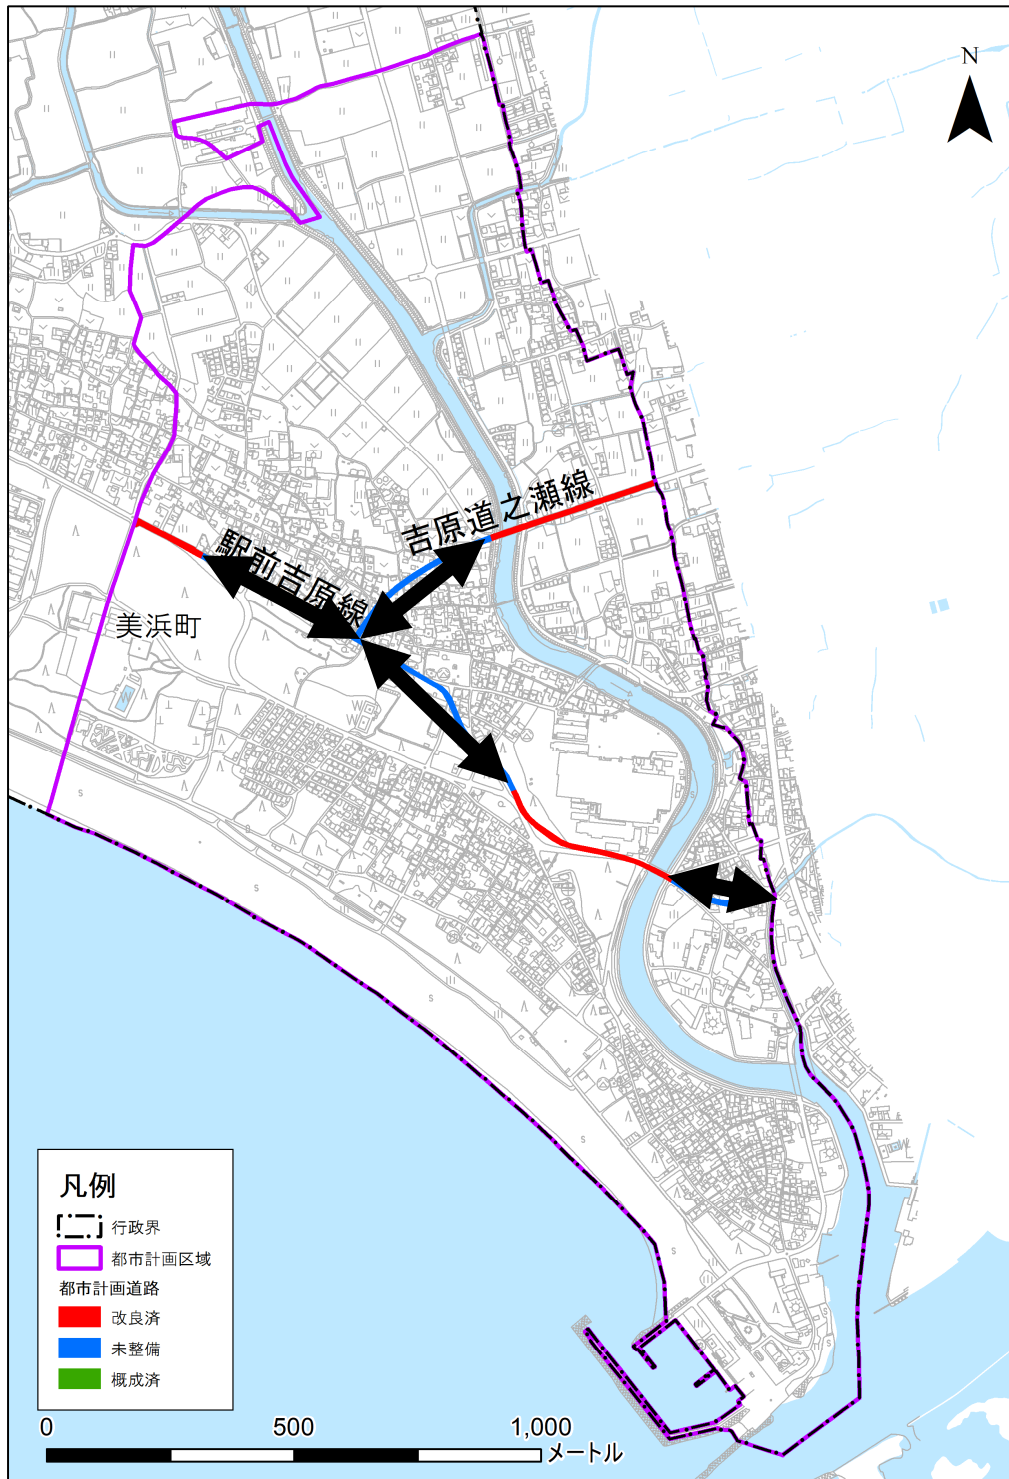 N
吉原道之瀬線
駅前吉原線
美浜町
凡例
行政界
都市計画区域
都市計画道路
改良済
未整備
概成済
0 500 1,000
メートル